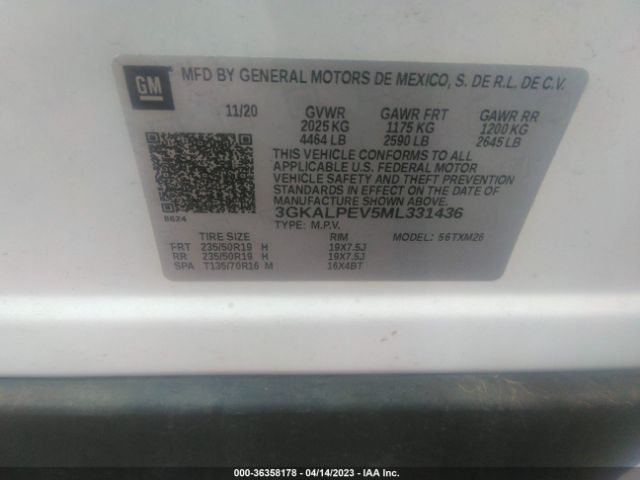 GM
MFD BY GENERAL MOTORS DE MEXICO, S. DE R.L. DE C.V.
11/20 GVWR GAWR FRT GAWR RR
2025 KG 1175 KG 1200 KG
4464 LB 2590 LB 2645 LB
THIS VEHICLE CONFORMS TO ALL
APPLICABLE U.S. FEDERAL MOTOR
VEHICLE SAFETY, BUMPER, AND THEFT
PREVENTION STANDARDS IN EFFECT ON
THE DATE OF MANUFACTURE SHOWN ABOVE.
3GKALPEV5ML331436
8624 TYPE: M.P.V.
TIRE SIZE RIM MODEL: 56TXM26
FRT 235/50R19 H 19X7.5J
RR 235/50R19 H 19X7.5J
SPA T135/70R16 M 16X4BT
000-36358178 - 04/14/2023 - IAA Inc.